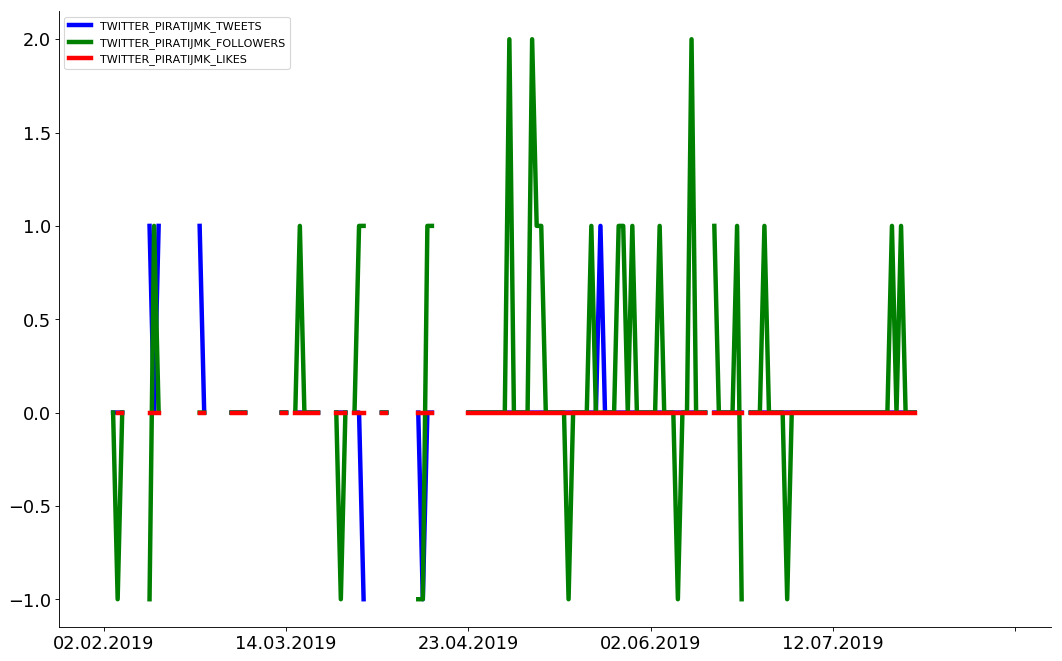 TWITTER_PIRATIJMK_TWEETS
TWITTER_PIRATIJMK_FOLLOWERS
TWITTER_PIRATIJMK_LIKES
2.0
1.5
1.0
0.5
0.0
−0.5
−1.0
02.02.2019 14.03.2019 23.04.2019 02.06.2019 12.07.2019